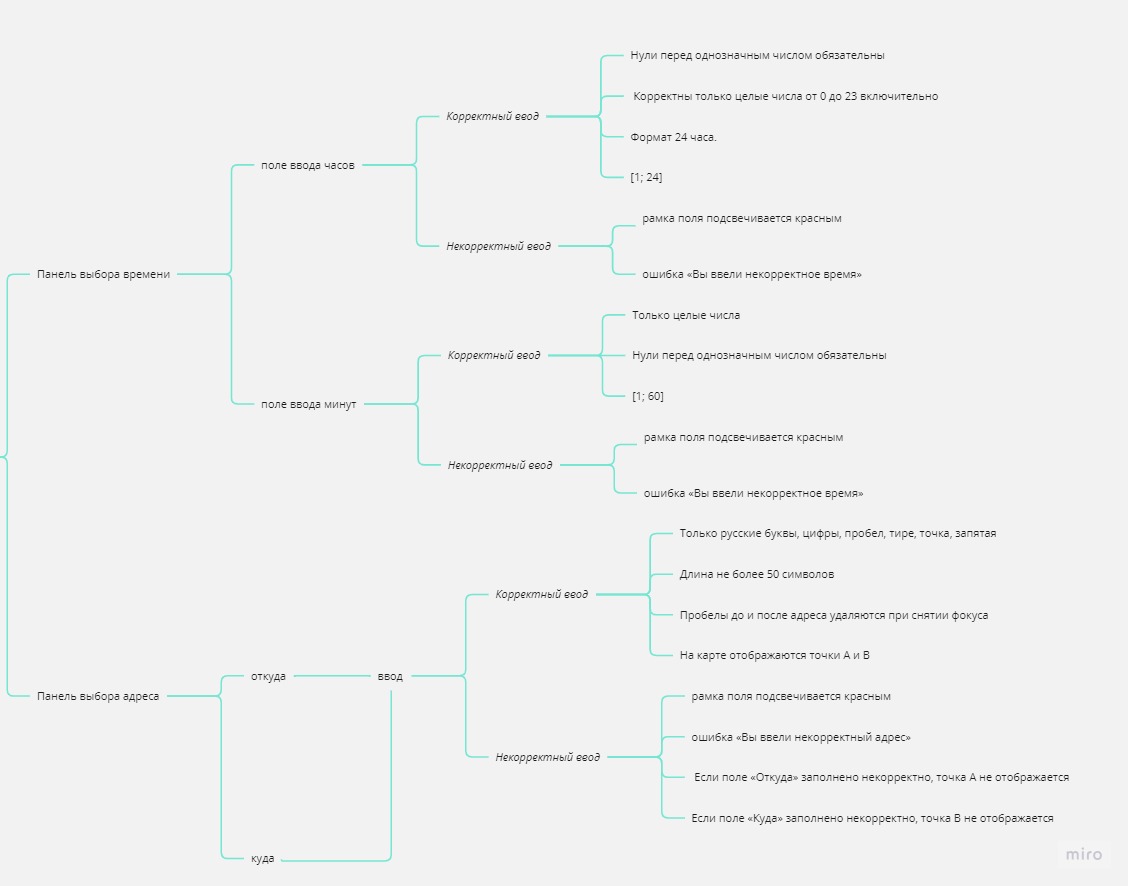 Нули перед однозначным числом обязательны
Корректны только целые числа от 0 до 23 включительно
Корректный ввод
Формат 24 часа.
поле ввода часов
[1; 24]
рамка поля подсвечивается красным
Некорректный ввод
ошибка «Вы ввели некорректное время»
Панель выбора времени
Только целые числа
Корректный ввод
Нули перед однозначным числом обязательны
[1; 60]
поле ввода минут
рамка поля подсвечивается красным
Некорректный ввод
ошибка «Вы ввели некорректное время»
Только русские буквы, цифры, пробел, тире, точка, запятая
Длина не более 50 символов
Корректный ввод
Пробелы до и после адреса удаляются при снятии фокуса
На карте отображаются точки А и В
откуда
ввод
Панель выбора адреса
рамка поля подсвечивается красным
ошибка «Вы ввели некорректный адрес»
Некорректный ввод
Если поле «Откуда» заполнено некорректно, точка А не отображается
Если поле «Куда» заполнено некорректно, точка В не отображается
куда
miro